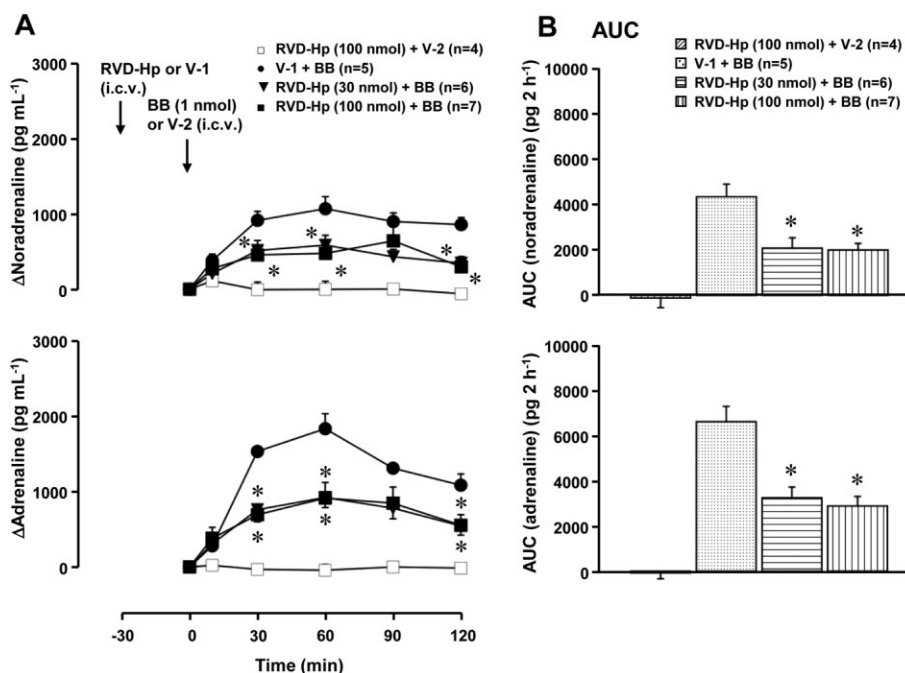 A
RVD-Hp or V-1
(i.c.v.)
BB (1 nmol)
or V-2 (i.c.v.)
RVD-Hp (100 nmol) + V-2 (n=4)
V-1 + BB (n=5)
RVD-Hp (30 nmol) + BB (n=6)
RVD-Hp (100 nmol) + BB (n=7)
ΔNoradrenaline (pg mL⁻¹)
3000
2000
1000
0
*
*
*
*
*
*
ΔAdrenaline (pg mL⁻¹)
3000
2000
1000
0
*
*
*
*
*
*
-30
0
30
60
90
120
Time (min)
B
AUC
RVD-Hp (100 nmol) + V-2 (n=4)
V-1 + BB (n=5)
RVD-Hp (30 nmol) + BB (n=6)
RVD-Hp (100 nmol) + BB (n=7)
AUC (noradrenaline) (pg 2 h⁻¹)
10000
8000
6000
4000
2000
0
*
*
AUC (adrenaline) (pg 2 h⁻¹)
10000
8000
6000
4000
2000
0
*
*